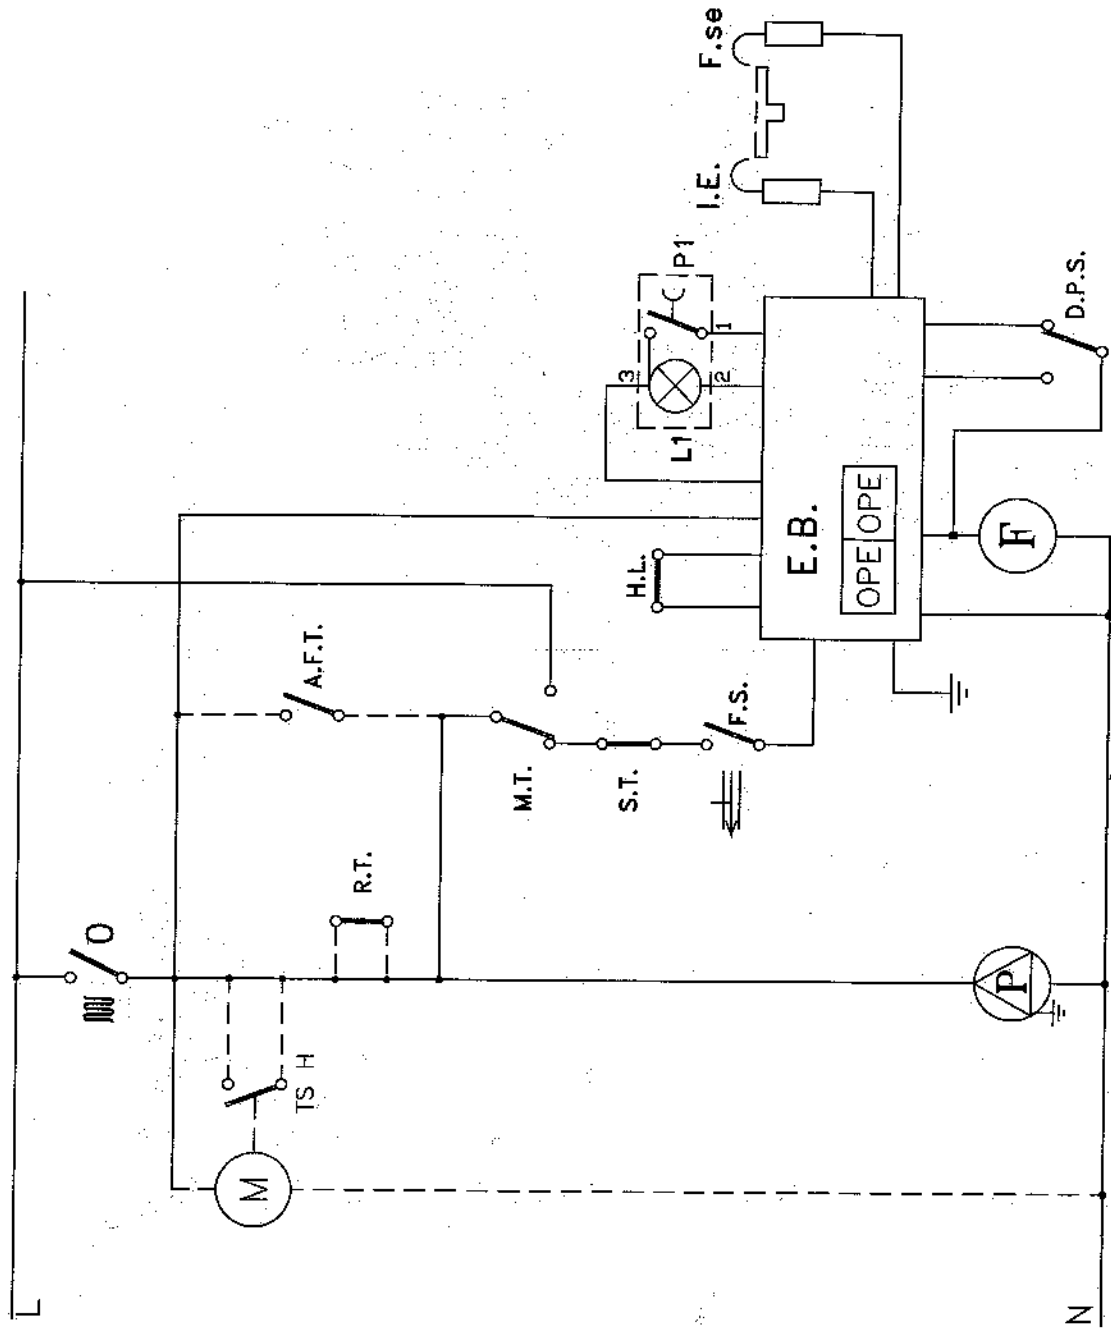 L
N
M
TS H
O
R.T.
A.F.T.
M.T.
S.T.
F.S.
H.L.
E.B.
OPE OPE
L1
3
2
1
P1
I.E.
F.se
D.P.S.
F
P